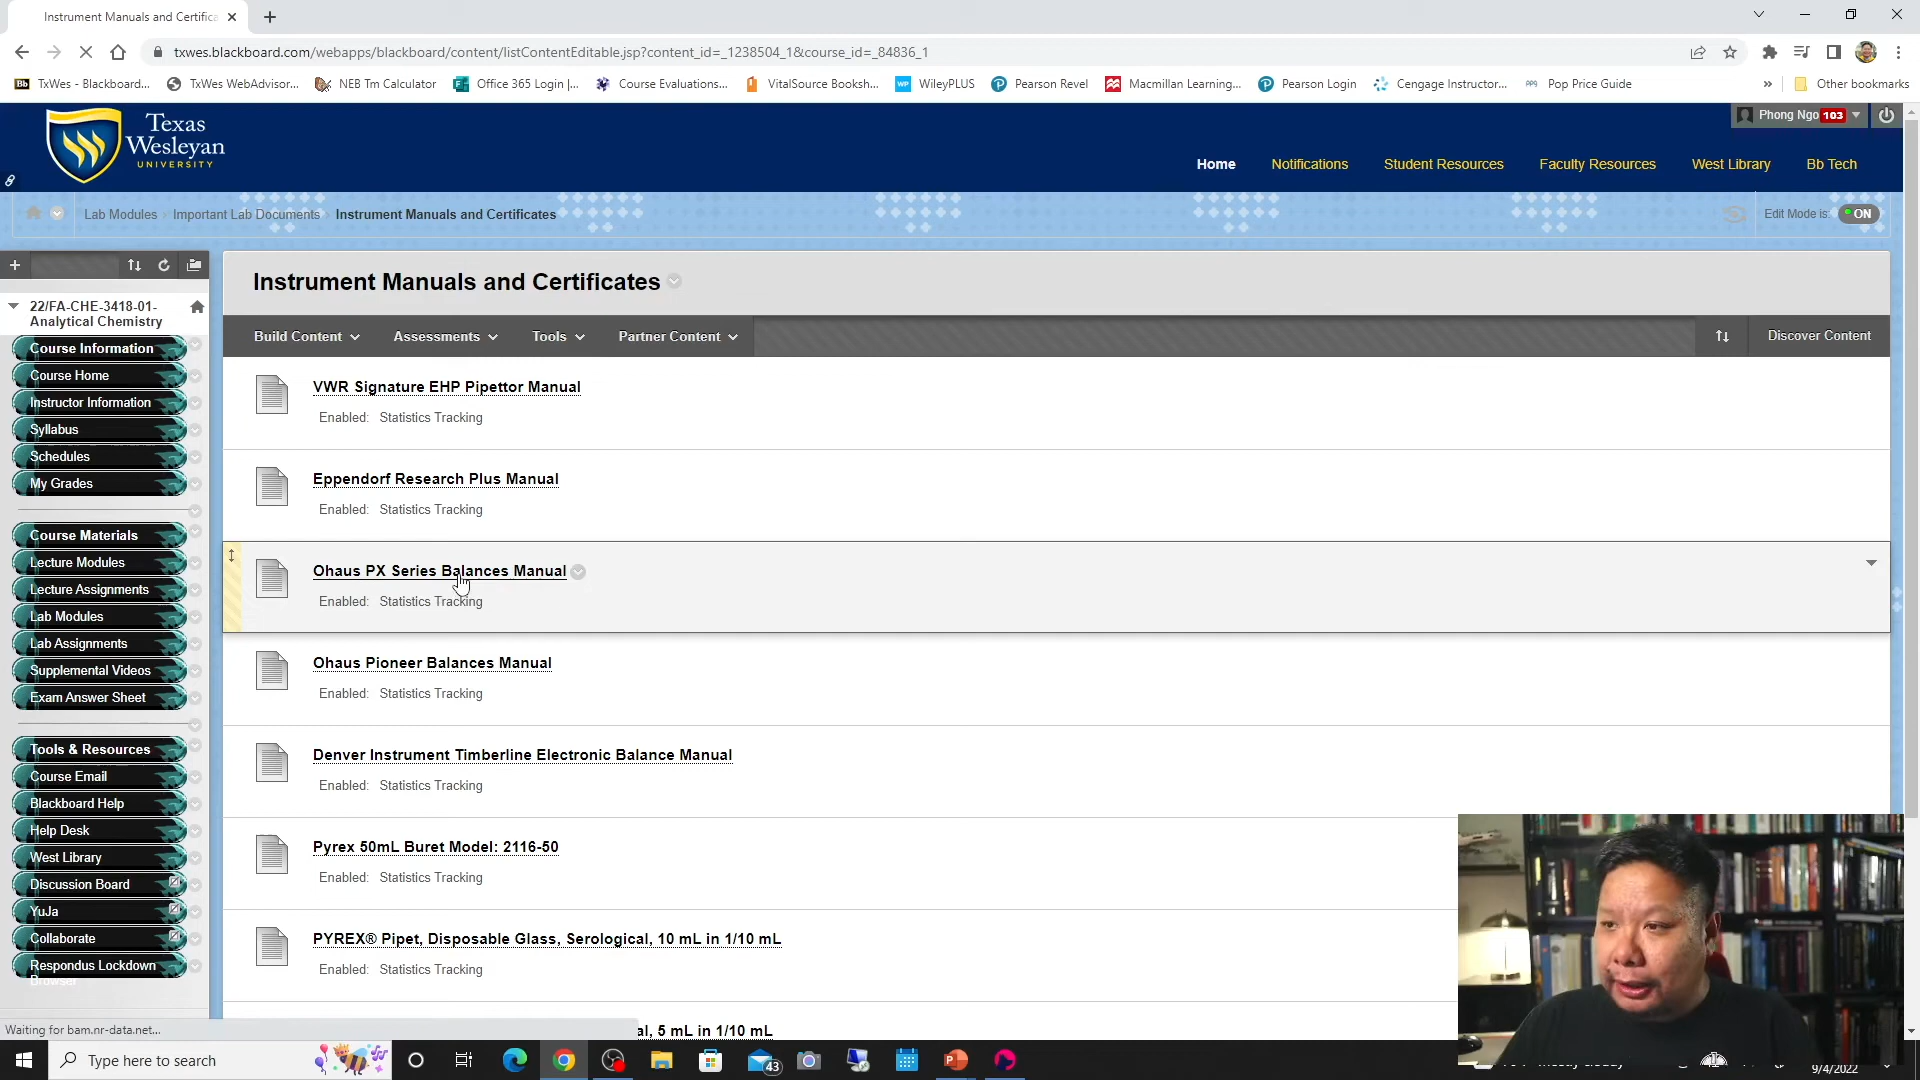 Instrument Manuals and Certifica
txwes.blackboard.com/webapps/blackboard/content/listContentEditable.jsp?content_id=_1238504_1&course_id=_84836_1
Bb TxWes - Blackboard...
TxWes WebAdvisor...
NEB Tm Calculator
Office 365 Login |...
Course Evaluations...
VitalSource Booksh...
WP WileyPLUS
Pearson Revel
Macmillan Learning...
Pearson Login
Cengage Instructor...
Pop Price Guide
»
Other bookmarks
Texas
Wesleyan
UNIVERSITY
Phong Ngo 103
Home Notifications Student Resources Faculty Resources West Library Bb Tech
Lab Modules Important Lab Documents Instrument Manuals and Certificates
Edit Mode is: ON
22/FA-CHE-3418-01-
Analytical Chemistry
Course Information
Course Home
Instructor Information
Syllabus
Schedules
My Grades
Course Materials
Lecture Modules
Lecture Assignments
Lab Modules
Lab Assignments
Supplemental Videos
Exam Answer Sheet
Tools & Resources
Course Email
Blackboard Help
Help Desk
West Library
Discussion Board
YuJa
Collaborate
Respondus Lockdown
Browser
Instrument Manuals and Certificates
Build Content Assessments Tools Partner Content
Discover Content
VWR Signature EHP Pipettor Manual
Enabled: Statistics Tracking
Eppendorf Research Plus Manual
Enabled: Statistics Tracking
Ohaus PX Series Balances Manual
Enabled: Statistics Tracking
Ohaus Pioneer Balances Manual
Enabled: Statistics Tracking
Denver Instrument Timberline Electronic Balance Manual
Enabled: Statistics Tracking
Pyrex 50mL Buret Model: 2116-50
Enabled: Statistics Tracking
PYREX® Pipet, Disposable Glass, Serological, 10 mL in 1/10 mL
Enabled: Statistics Tracking
al, 5 mL in 1/10 mL
Waiting for bam.nr-data.net...
Type here to search
43
9/4/2022